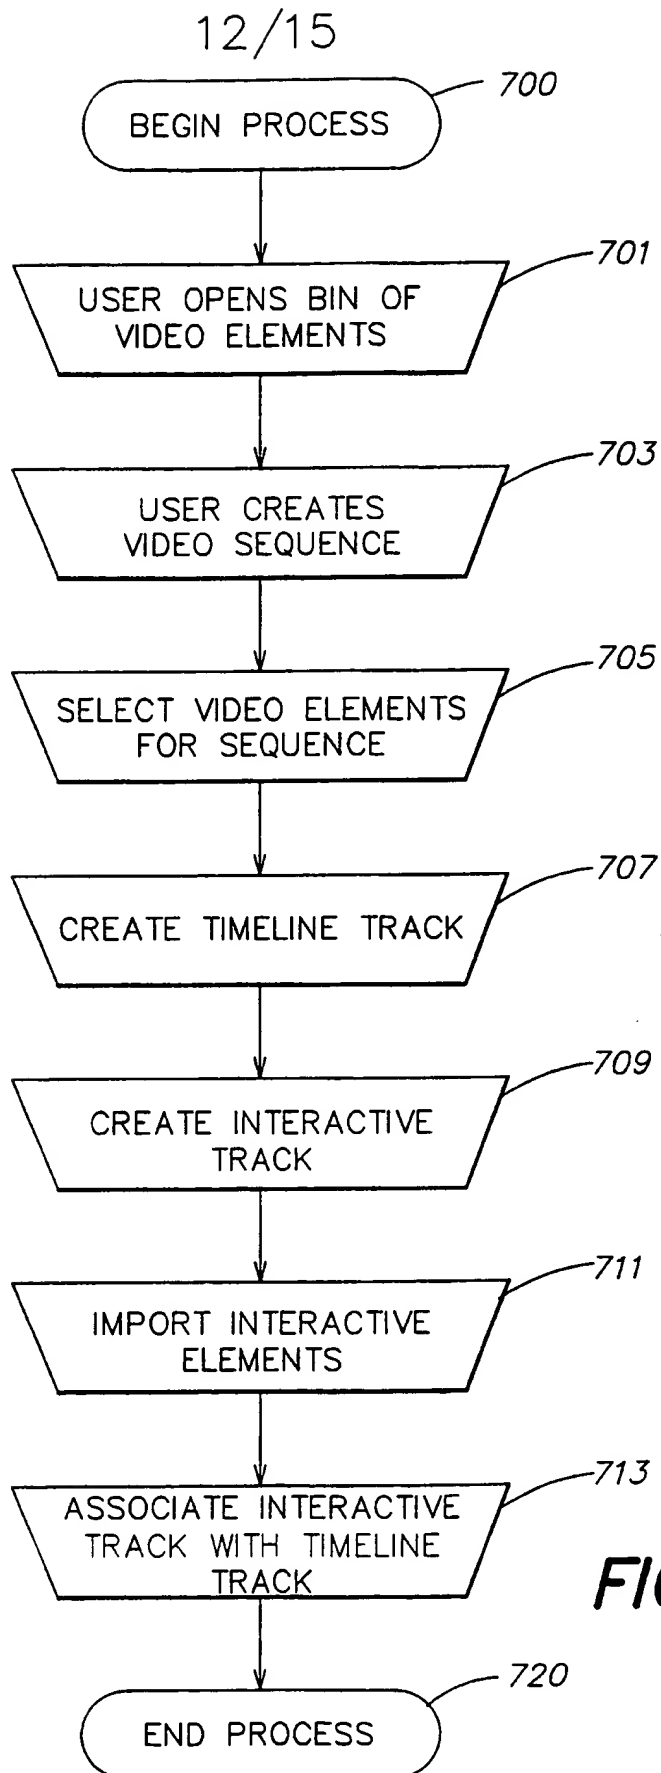 12/15
700
BEGIN PROCESS
701
USER OPENS BIN OF
VIDEO ELEMENTS
703
USER CREATES
VIDEO SEQUENCE
705
SELECT VIDEO ELEMENTS
FOR SEQUENCE
707
CREATE TIMELINE TRACK
709
CREATE INTERACTIVE
TRACK
711
IMPORT INTERACTIVE
ELEMENTS
713
ASSOCIATE INTERACTIVE
TRACK WITH TIMELINE
TRACK
720
END PROCESS